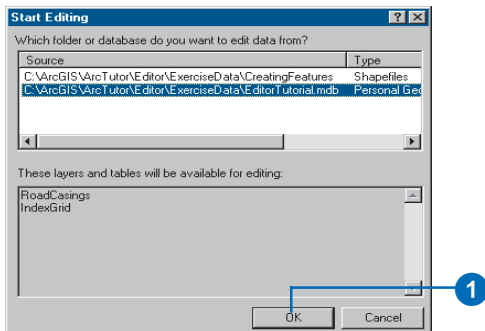 Start Editing
Which folder or database do you want to edit data from?
Source Type
C:\ArcGIS\ArcTutor\Editor\ExerciseData\CreatingFeatures Shapefiles
C:\ArcGIS\ArcTutor\Editor\ExerciseData\EditorTutorial.mdb Personal Geo
These layers and tables will be available for editing:
RoadCasings
IndexGrid
1
OK Cancel